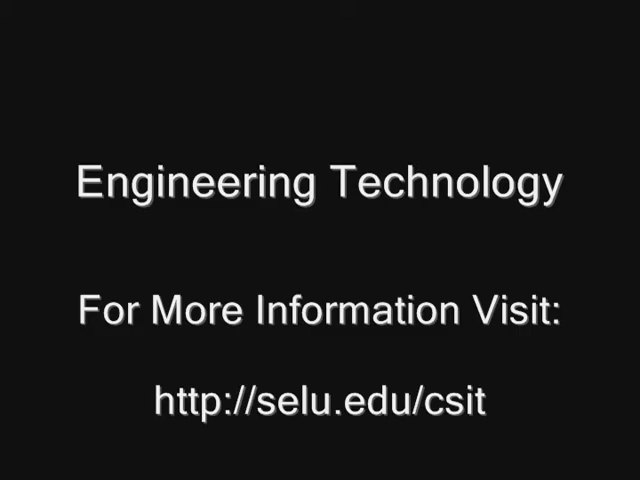 Engineering Technology
For More Information Visit:
http://selu.edu/csit